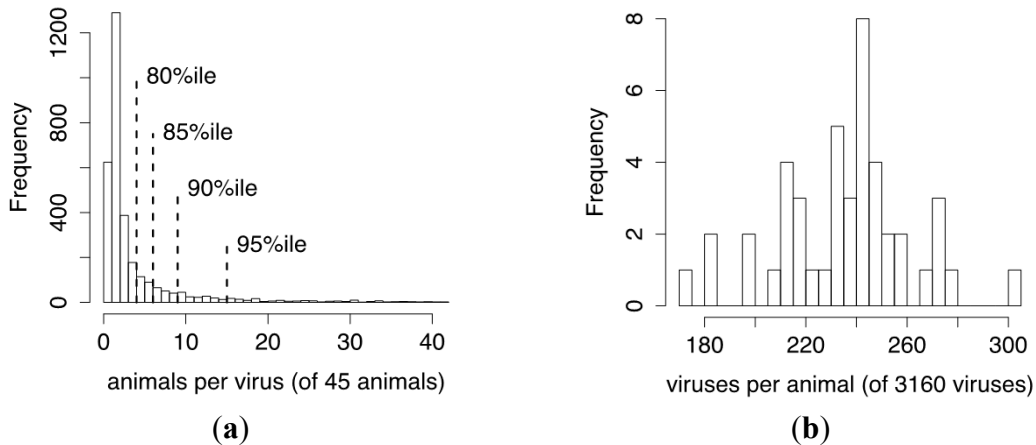 Frequency
0
400
800
1200
80%ile
85%ile
90%ile
95%ile
0 10 20 30 40
animals per virus (of 45 animals)
(a)
Frequency
0
2
4
6
8
180 220 260 300
viruses per animal (of 3160 viruses)
(b)